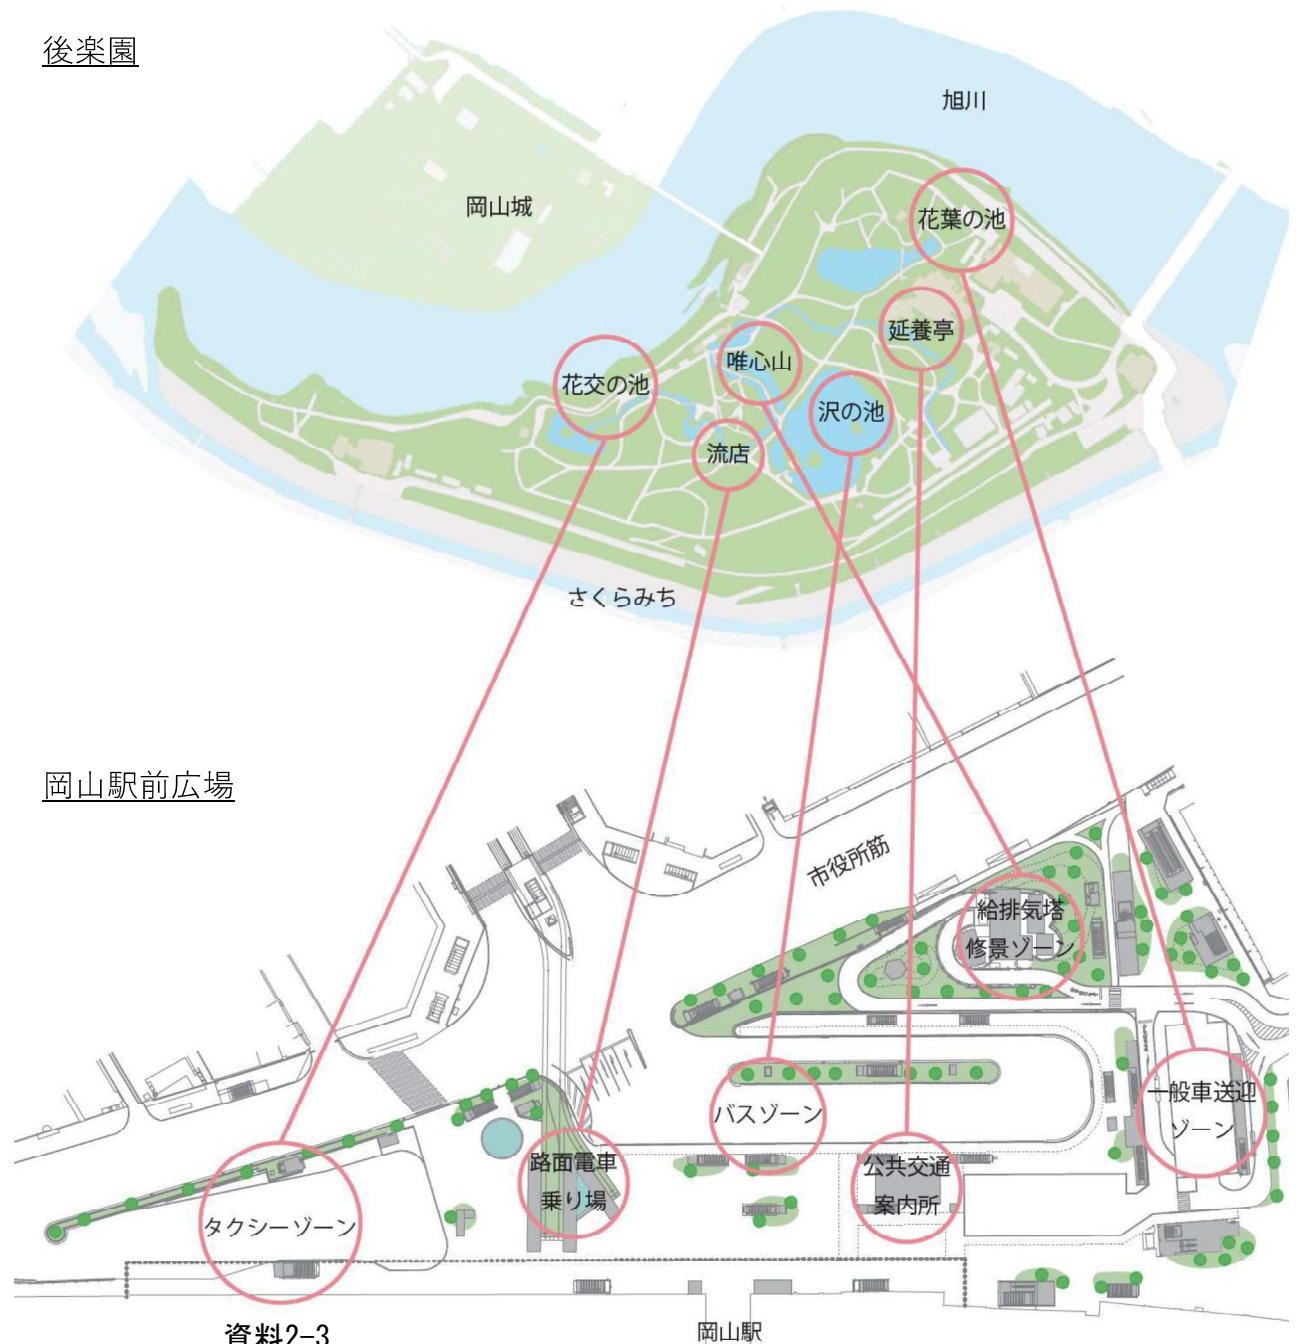 後楽園
旭川
岡山城
花葉の池
延養亭
唯心山
花交の池
沢の池
流店
さくらみち
岡山駅前広場
市役所筋
給排気塔
修景ゾーン
一般車送迎
ゾーン
バスゾーン
路面電車
乗り場
公共交通
案内所
タクシーゾーン
資料2-3
岡山駅